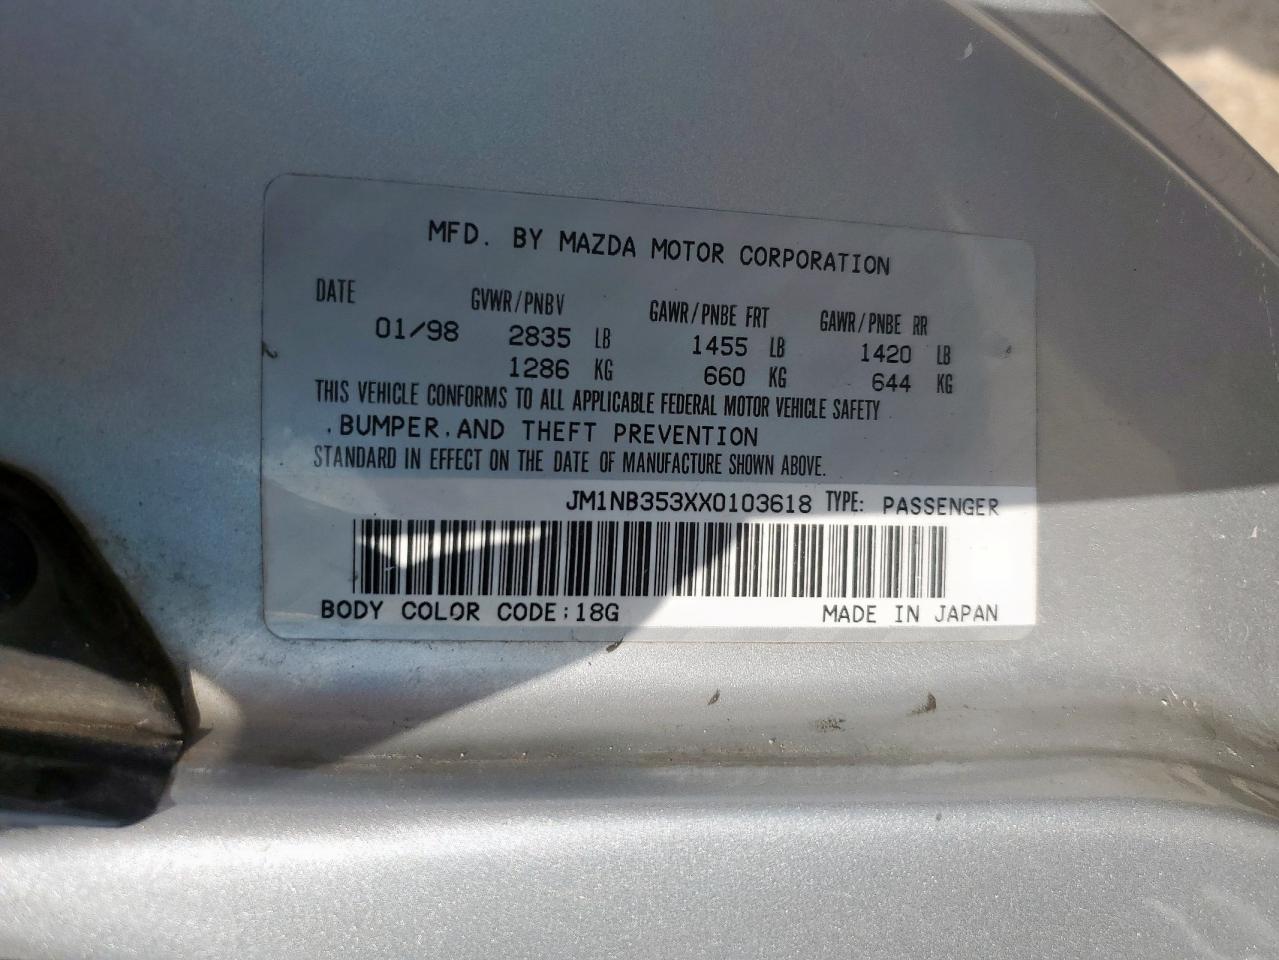 MFD. BY MAZDA MOTOR CORPORATION
DATE GVWR/PNBV GAWR/PNBE FRT GAWR/PNBE RR
01/98 2835 LB 1455 LB 1420 LB
1286 KG 660 KG 644 KG
THIS VEHICLE CONFORMS TO ALL APPLICABLE FEDERAL MOTOR VEHICLE SAFETY
, BUMPER, AND THEFT PREVENTION
STANDARD IN EFFECT ON THE DATE OF MANUFACTURE SHOWN ABOVE.
JM1NB353XX0103618 TYPE: PASSENGER
BODY COLOR CODE:18G MADE IN JAPAN